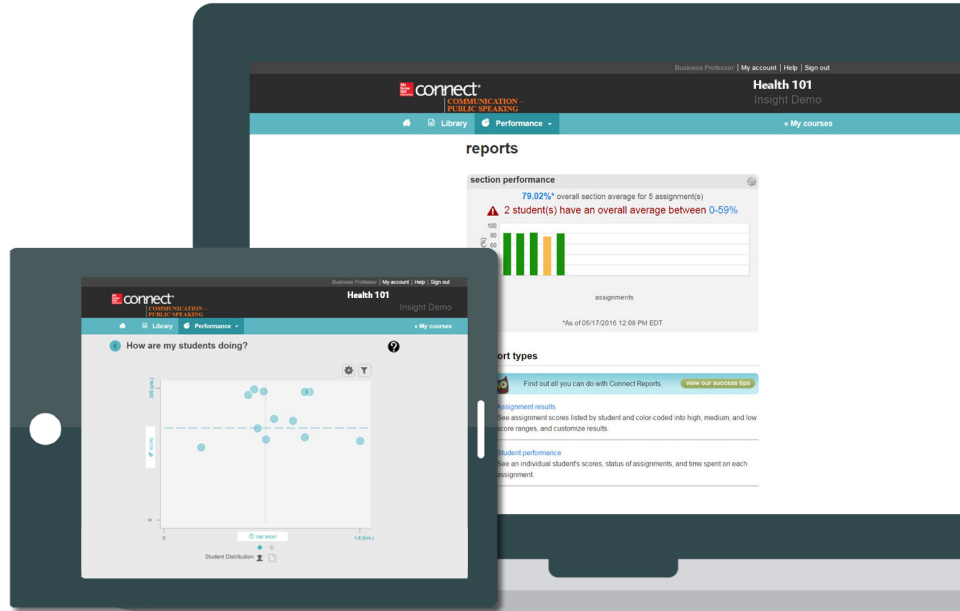 Business Professor | My account | Help | Sign out
connect
COMMUNICATION –
PUBLIC SPEAKING
Health 101
Insight Demo
Library
Performance
« My courses
reports
section performance
79.02%* overall section average for 5 assignment(s)
2 student(s) have an overall average between 0-59%
100
80
60
(%)
assignments
*As of 05/17/2016 12:08 PM EDT
ort types
Find out all you can do with Connect Reports.
view our success tips
Assignment results
See assignment scores listed by student and color-coded into high, medium, and low
score ranges, and customize results.
Student performance
See an individual student's scores, status of assignments, and time spent on each
assignment.
Business Professor | My account | Help | Sign out
connect
COMMUNICATION –
PUBLIC SPEAKING
Health 101
Insight Demo
Library
Performance
« My courses
How are my students doing?
?
SCORE
0
TIME SPENT
1.8 (hrs.)
Student Distribution